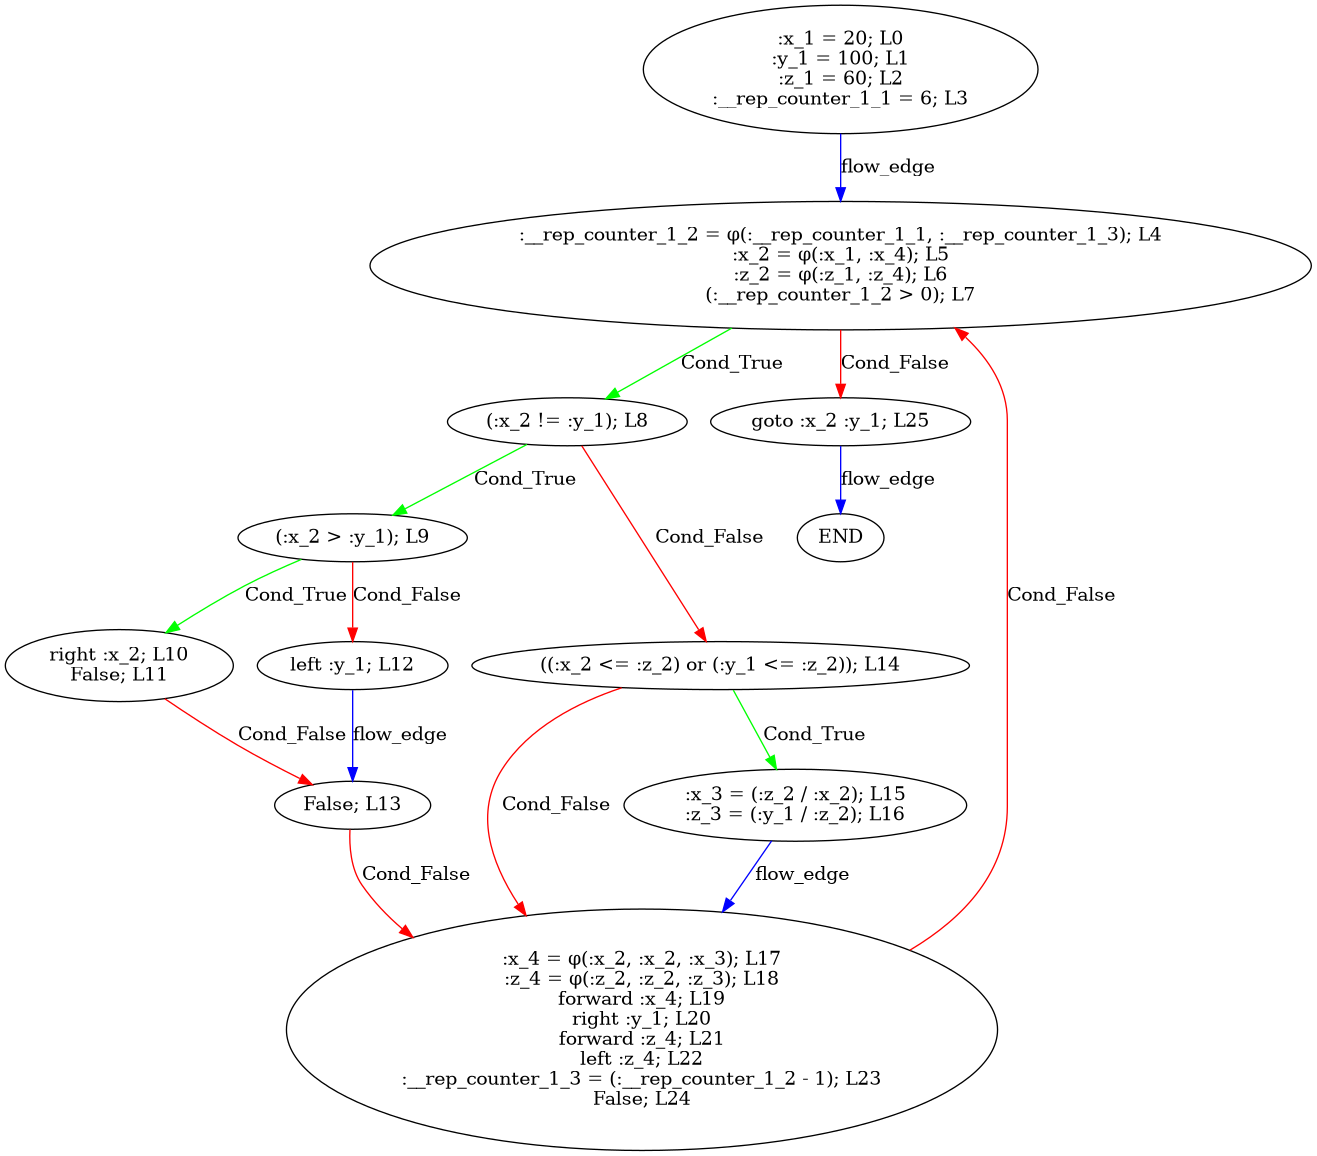 :x_1 = 20; L0
:y_1 = 100; L1
:z_1 = 60; L2
:__rep_counter_1_1 = 6; L3
flow_edge
:__rep_counter_1_2 = φ(:__rep_counter_1_1, :__rep_counter_1_3); L4
:x_2 = φ(:x_1, :x_4); L5
:z_2 = φ(:z_1, :z_4); L6
(:__rep_counter_1_2 > 0); L7
Cond_True
Cond_False
(:x_2 != :y_1); L8
goto :x_2 :y_1; L25
Cond_True
flow_edge
Cond_False
(:x_2 > :y_1); L9
END
Cond_True
Cond_False
Cond_False
right :x_2; L10
False; L11
left :y_1; L12
((:x_2 <= :z_2) or (:y_1 <= :z_2)); L14
Cond_False
flow_edge
Cond_True
False; L13
Cond_False
:x_3 = (:z_2 / :x_2); L15
:z_3 = (:y_1 / :z_2); L16
Cond_False
flow_edge
:x_4 = φ(:x_2, :x_2, :x_3); L17
:z_4 = φ(:z_2, :z_2, :z_3); L18
forward :x_4; L19
right :y_1; L20
forward :z_4; L21
left :z_4; L22
:__rep_counter_1_3 = (:__rep_counter_1_2 - 1); L23
False; L24